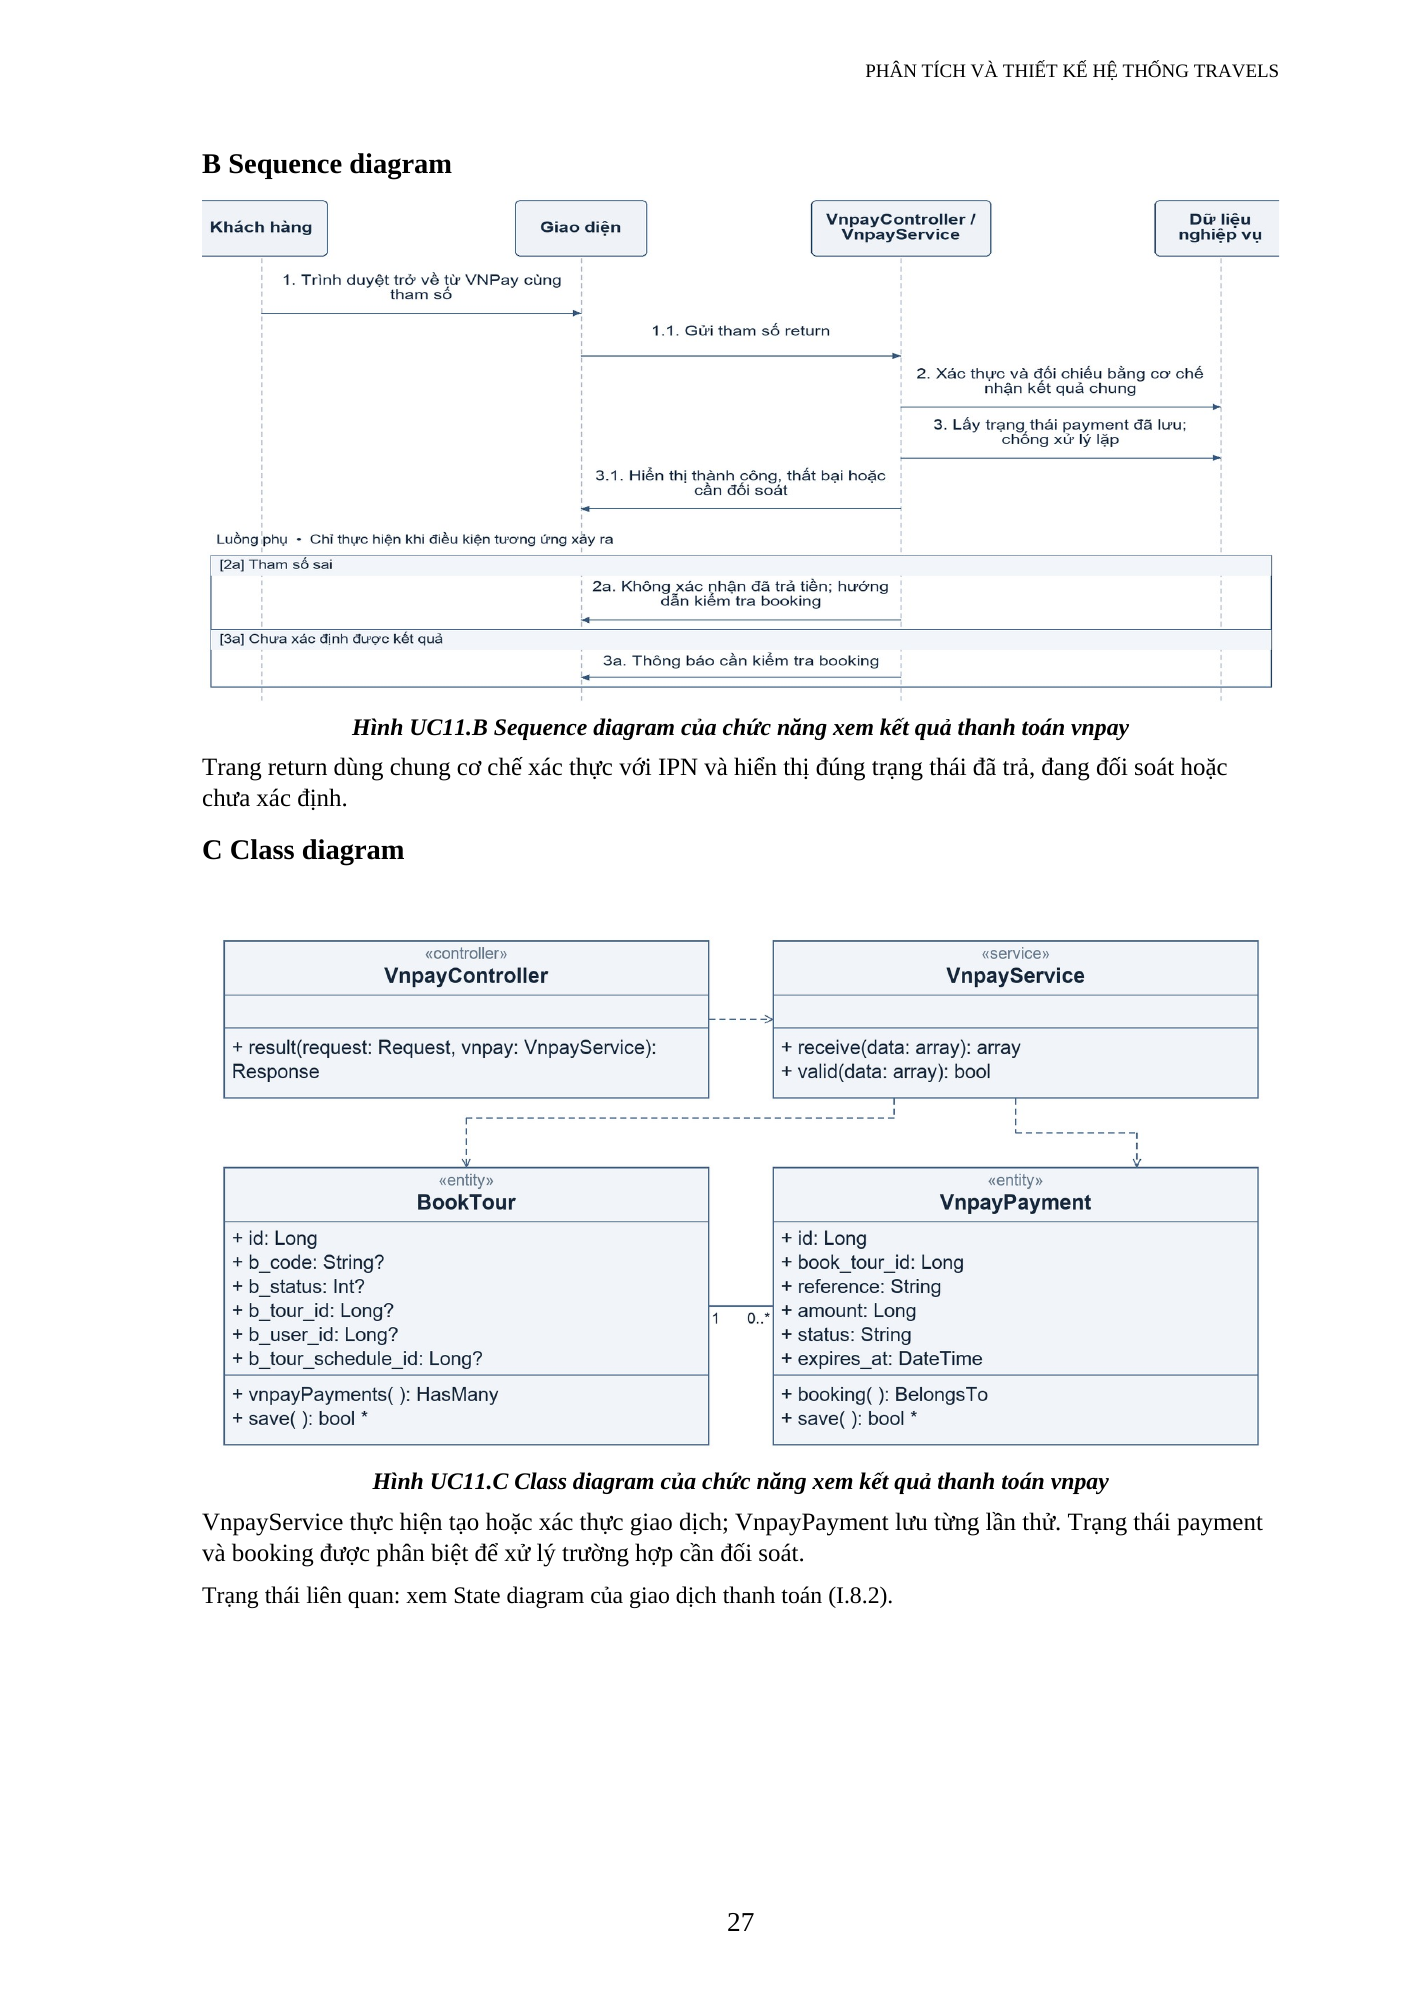 PHÂN TÍCH VÀ THIẾT KẾ HỆ THỐNG TRAVELS
B Sequence diagram
Khách hàng
Giao diện
VnpayController /
VnpayService
Dữ liệu
nghiệp vụ
1. Trình duyệt trở về từ VNPay cùng
tham số
1.1. Gửi tham số return
2. Xác thực và đối chiếu bằng cơ chế
nhận kết quả chung
3. Lấy trạng thái payment đã lưu;
chống xử lý lặp
3.1. Hiển thị thành công, thất bại hoặc
cần đối soát
Luồng phụ • Chỉ thực hiện khi điều kiện tương ứng xảy ra
[2a] Tham số sai
2a. Không xác nhận đã trả tiền; hướng
dẫn kiểm tra booking
[3a] Chưa xác định được kết quả
3a. Thông báo cần kiểm tra booking
Hình UC11.B Sequence diagram của chức năng xem kết quả thanh toán vnpay
Trang return dùng chung cơ chế xác thực với IPN và hiển thị đúng trạng thái đã trả, đang đối soát hoặc
chưa xác định.
C Class diagram
«controller»
VnpayController
+ result(request: Request, vnpay: VnpayService):
Response
«service»
VnpayService
+ receive(data: array): array
+ valid(data: array): bool
«entity»
BookTour
+ id: Long
+ b_code: String?
+ b_status: Int?
+ b_tour_id: Long?
+ b_user_id: Long?
+ b_tour_schedule_id: Long?
+ vnpayPayments( ): HasMany
+ save( ): bool *
1 0..*
«entity»
VnpayPayment
+ id: Long
+ book_tour_id: Long
+ reference: String
+ amount: Long
+ status: String
+ expires_at: DateTime
+ booking( ): BelongsTo
+ save( ): bool *
Hình UC11.C Class diagram của chức năng xem kết quả thanh toán vnpay
VnpayService thực hiện tạo hoặc xác thực giao dịch; VnpayPayment lưu từng lần thử. Trạng thái payment
và booking được phân biệt để xử lý trường hợp cần đối soát.
Trạng thái liên quan: xem State diagram của giao dịch thanh toán (I.8.2).
27